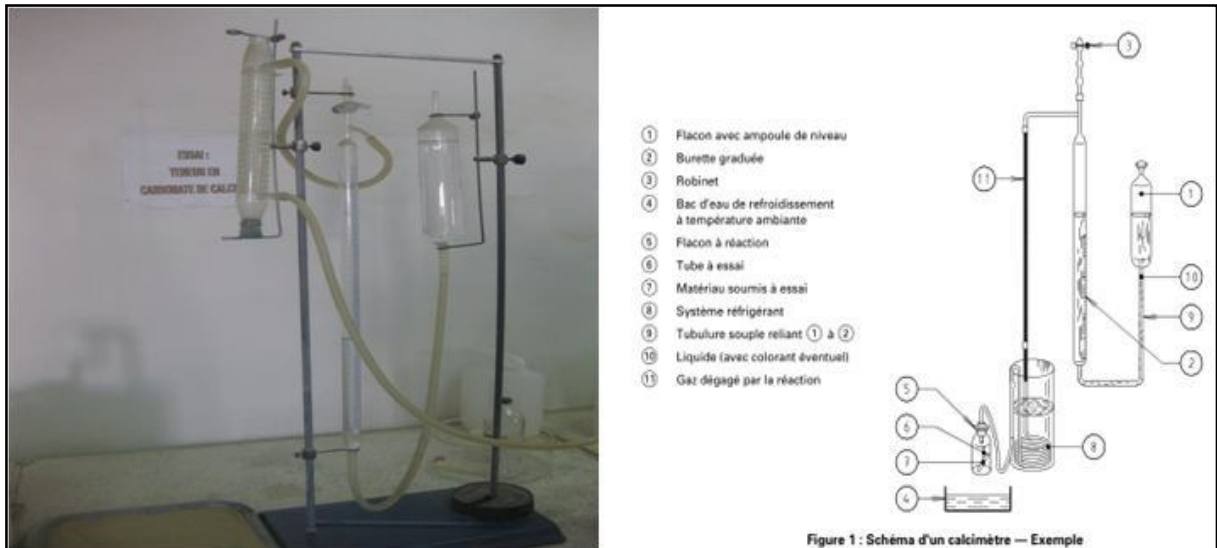 ESSAI :
TENEUR EN
CARBONATE DE CALCI
① Flacon avec ampoule de niveau
② Burette graduée
③ Robinet
④ Bac d'eau de refroidissement
à température ambiante
⑤ Flacon à réaction
⑥ Tube à essai
⑦ Matériau soumis à essai
⑧ Système réfrigérant
⑨ Tubulure souple reliant ① à ②
⑩ Liquide (avec colorant éventuel)
⑪ Gaz dégagé par la réaction
3
11
1
10
9
2
5
6
7
8
4
Figure 1 : Schéma d'un calcimètre — Exemple